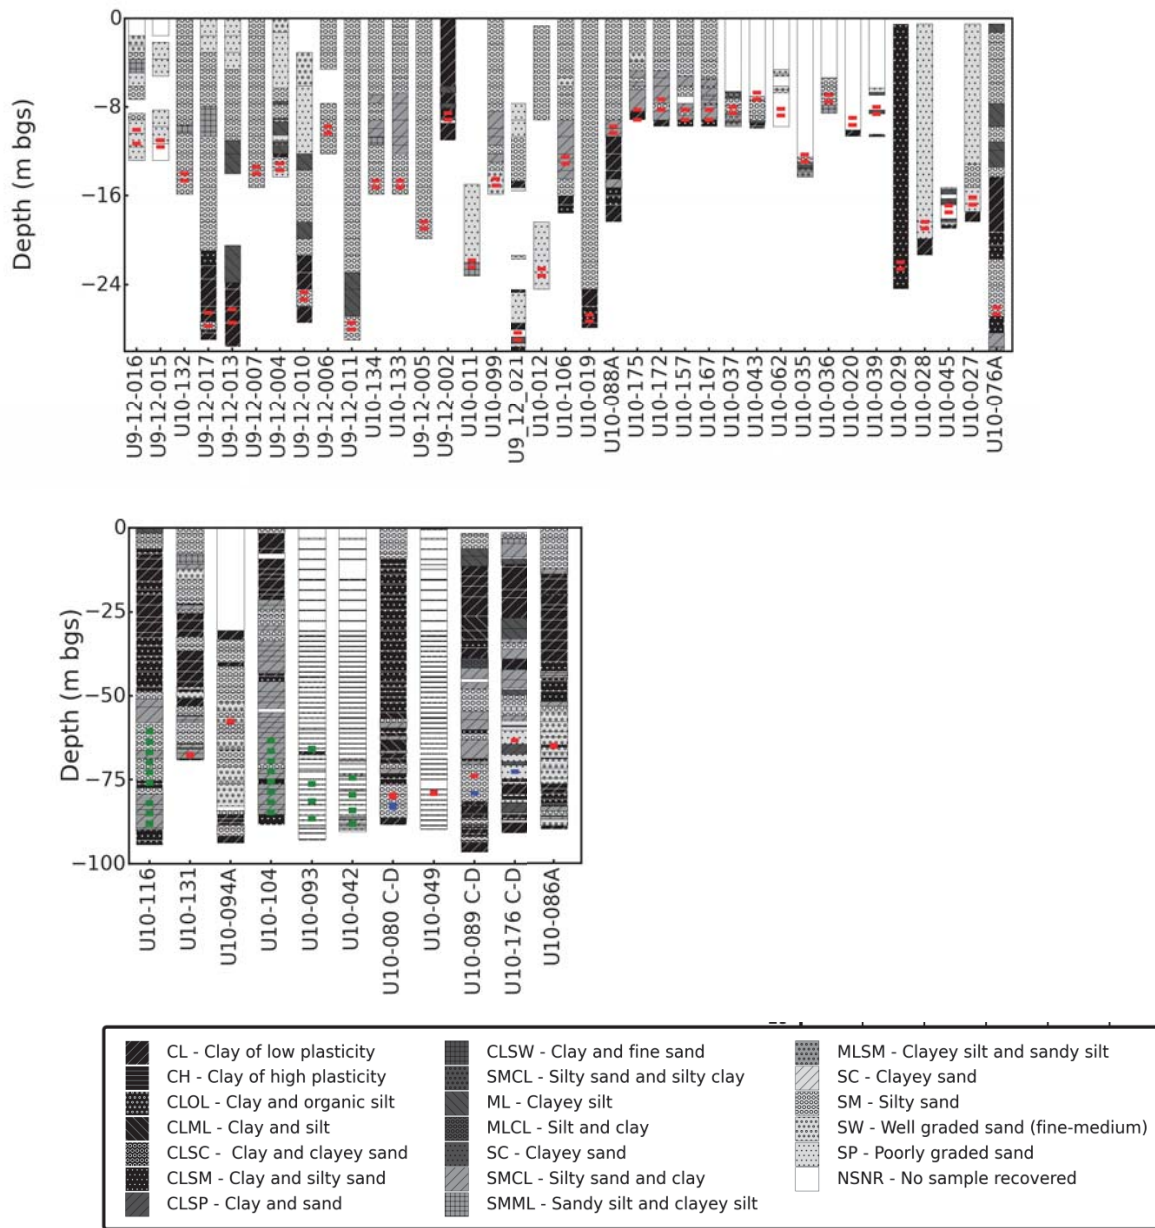 0
−8
−16
−24
Depth (m bgs)
U9-12-016
U9-12-015
U10-132
U9-12-017
U9-12-013
U9-12-007
U9-12-004
U9-12-010
U9-12-006
U9-12-011
U10-134
U10-133
U9-12-005
U9-12-002
U10-011
U10-099
U9_12_021
U10-012
U10-106
U10-019
U10-088A
U10-175
U10-172
U10-157
U10-167
U10-037
U10-043
U10-062
U10-035
U10-036
U10-020
U10-039
U10-029
U10-028
U10-045
U10-027
U10-076A
0
−25
−50
−75
−100
Depth (m bgs)
U10-116
U10-131
U10-094A
U10-104
U10-093
U10-042
U10-080 C-D
U10-049
U10-089 C-D
U10-176 C-D
U10-086A
CL - Clay of low plasticity
CH - Clay of high plasticity
CLOL - Clay and organic silt
CLML - Clay and silt
CLSC - Clay and clayey sand
CLSM - Clay and silty sand
CLSP - Clay and sand
CLSW - Clay and fine sand
SMCL - Silty sand and silty clay
ML - Clayey silt
MLCL - Silt and clay
SC - Clayey sand
SMCL - Silty sand and clay
SMML - Sandy silt and clayey silt
MLSM - Clayey silt and sandy silt
SC - Clayey sand
SM - Silty sand
SW - Well graded sand (fine-medium)
SP - Poorly graded sand
NSNR - No sample recovered